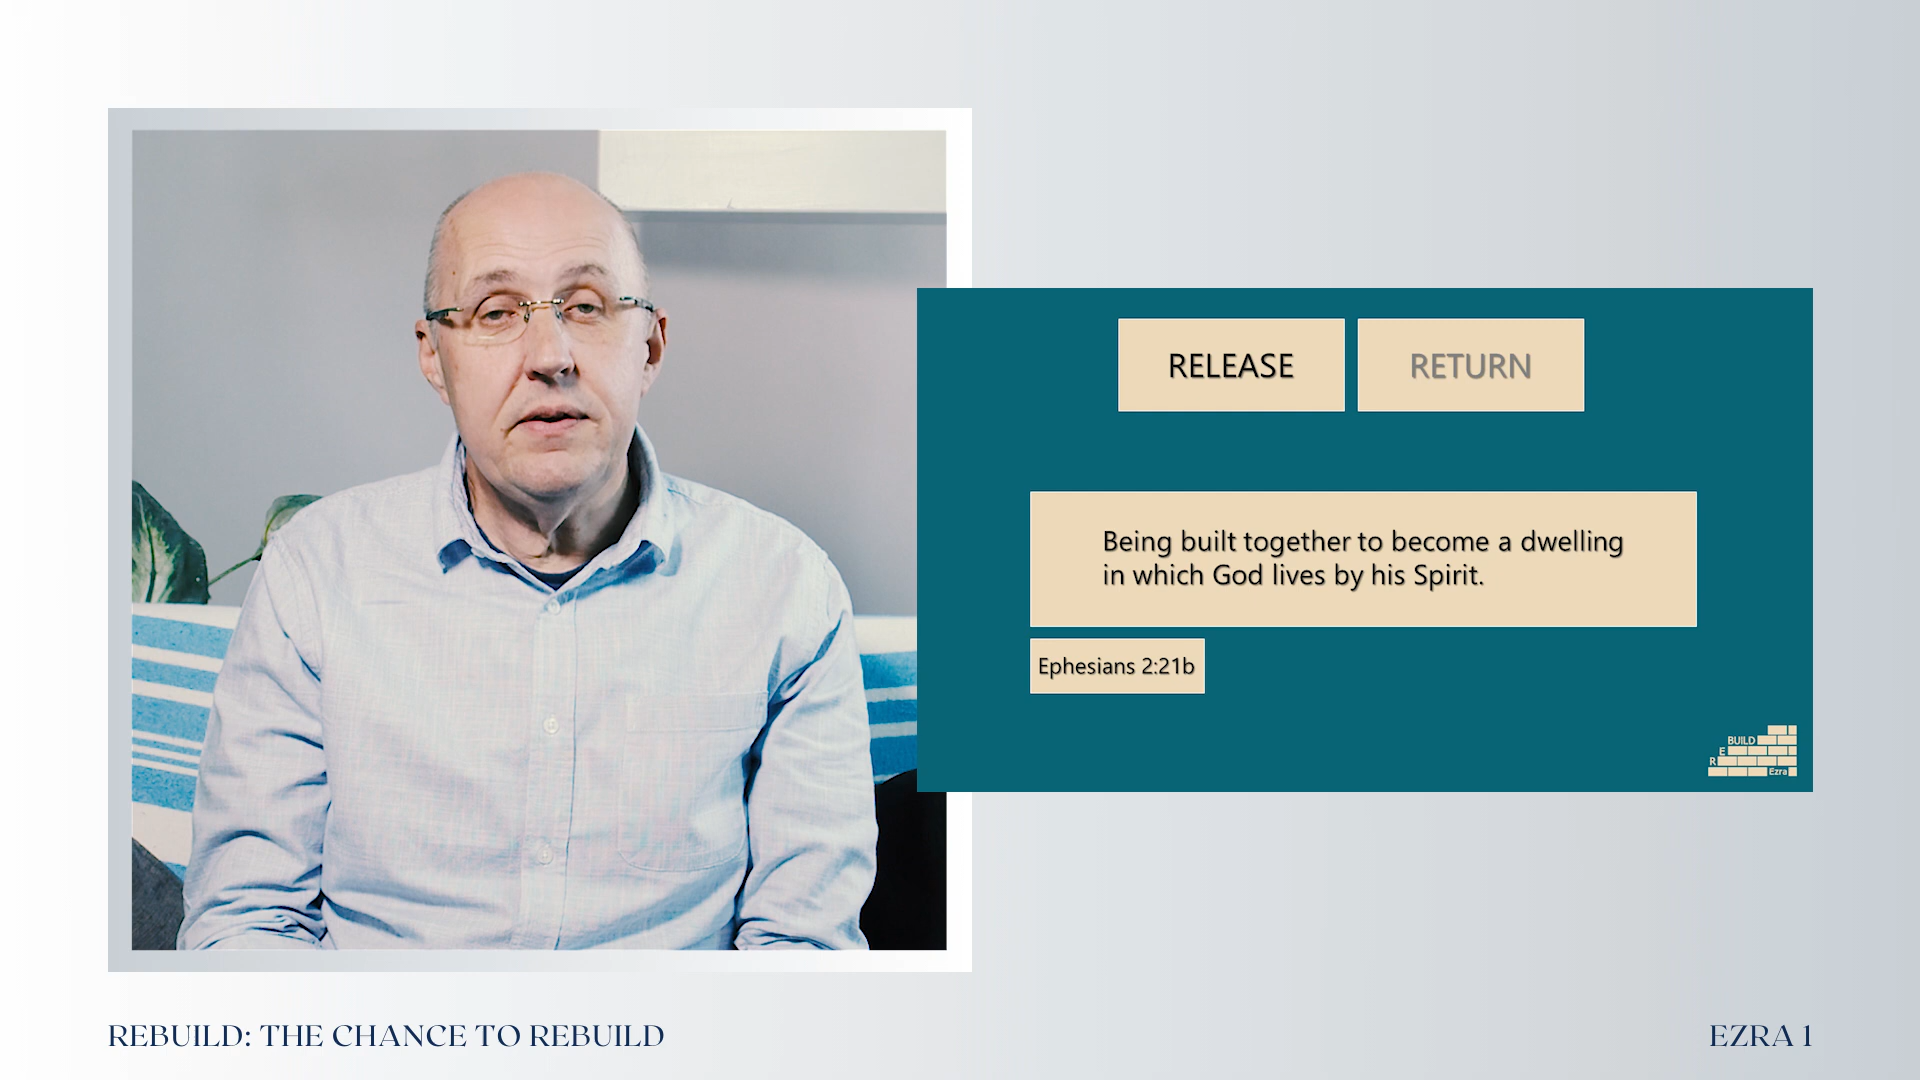 RELEASE
RETURN
Being built together to become a dwelling
in which God lives by his Spirit.
Ephesians 2:21b
BUILD
E
R
Ezra
REBUILD: THE CHANCE TO REBUILD
EZRA 1